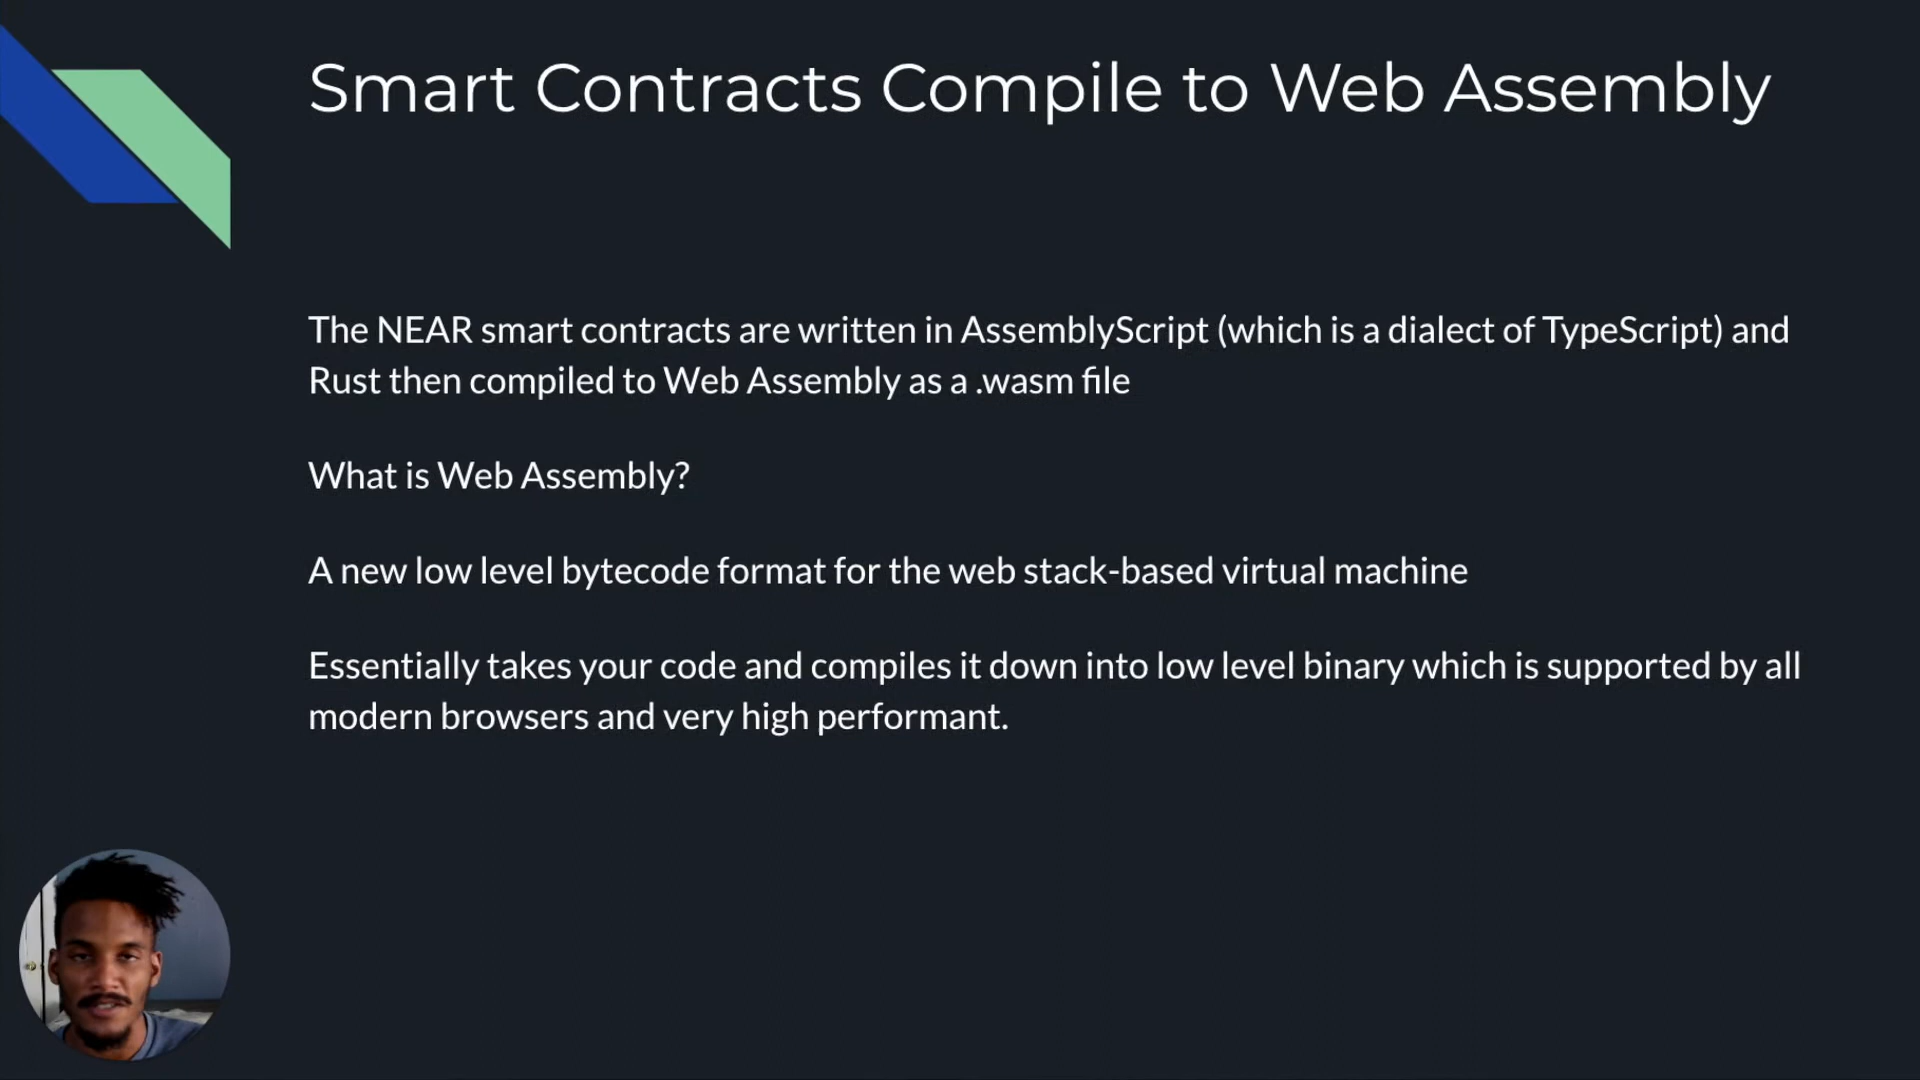 Smart Contracts Compile to Web Assembly
The NEAR smart contracts are written in AssemblyScript (which is a dialect of TypeScript) and
Rust then compiled to Web Assembly as a .wasm file
What is Web Assembly?
A new low level bytecode format for the web stack-based virtual machine
Essentially takes your code and compiles it down into low level binary which is supported by all
modern browsers and very high performant.